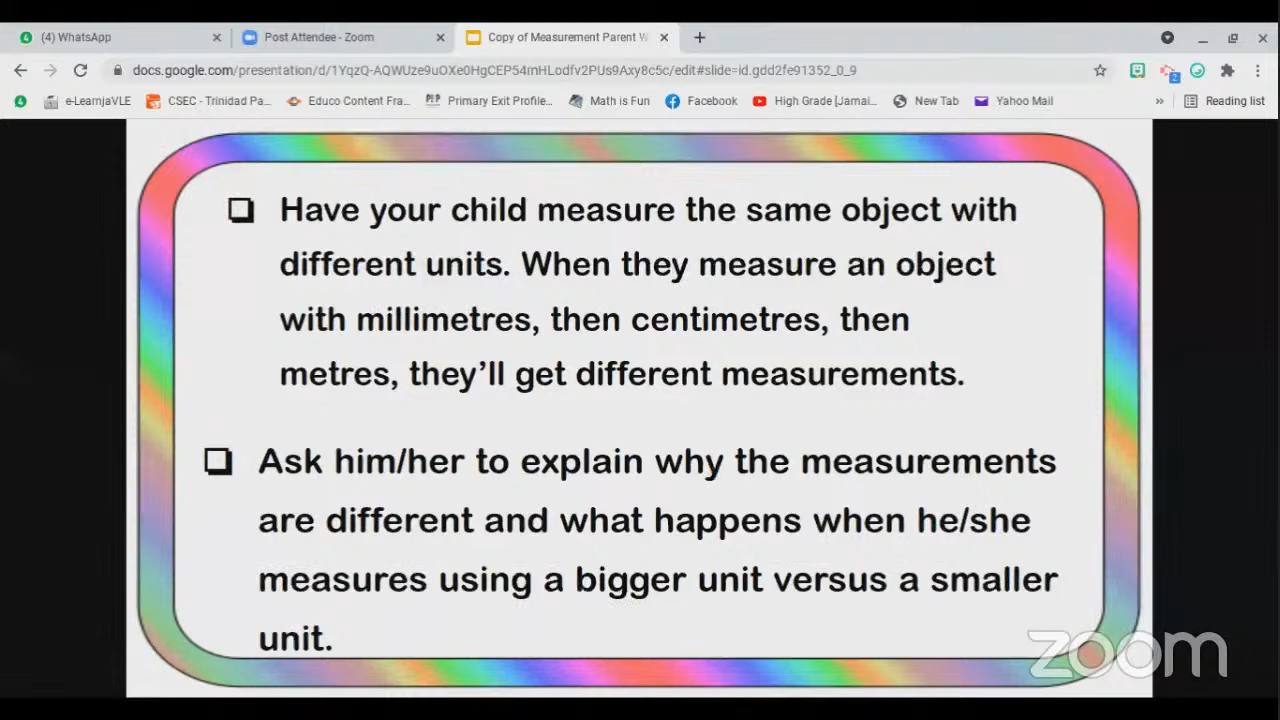 (4) WhatsApp
Post Attendee - Zoom
Copy of Measurement Parent W
docs.google.com/presentation/d/1YqzQ-AQWUze9uOXe0HgCEP54mHLodfv2PUs9Axy8c5c/edit#slide=id.gdd2fe91352_0_9
e-LearnjaVLE CSEC - Trinidad Pa... Educo Content Fra... PEP Primary Exit Profile... Math is Fun Facebook High Grade [Jamai... New Tab Yahoo Mail » Reading list
Have your child measure the same object with
different units. When they measure an object
with millimetres, then centimetres, then
metres, they’ll get different measurements.
Ask him/her to explain why the measurements
are different and what happens when he/she
measures using a bigger unit versus a smaller
unit.
zoom